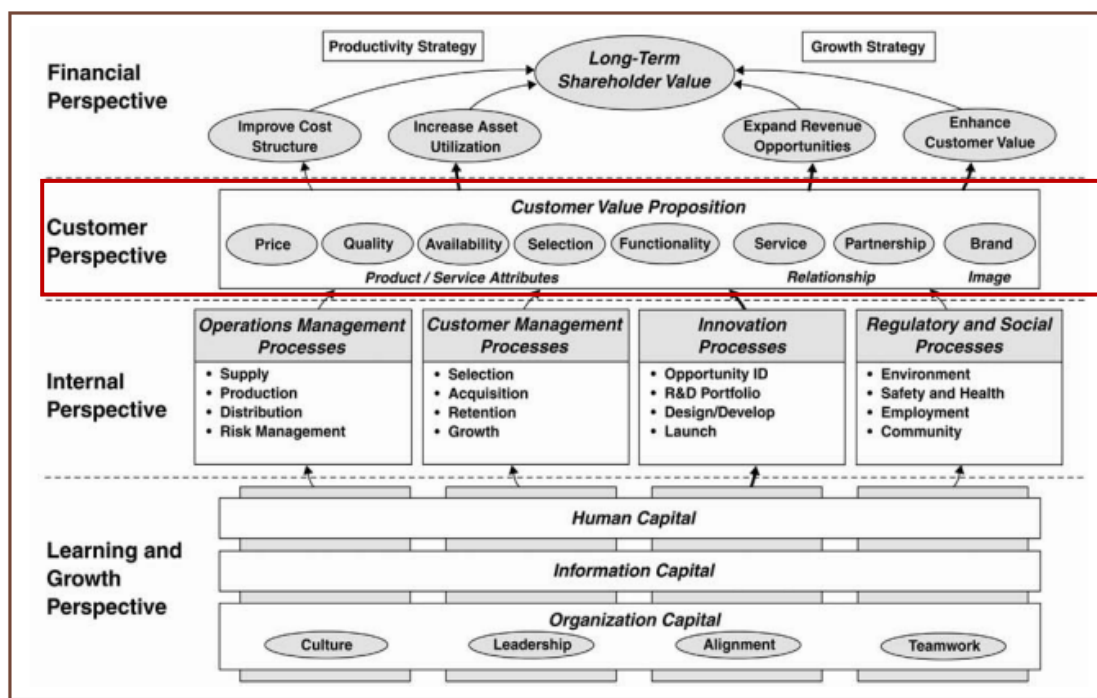 Productivity Strategy
Growth Strategy
Long-Term
Shareholder Value
Financial
Perspective
Improve Cost
Structure
Increase Asset
Utilization
Expand Revenue
Opportunities
Enhance
Customer Value
Customer
Perspective
Customer Value Proposition
Price
Quality
Availability
Selection
Functionality
Service
Partnership
Brand
Product / Service Attributes
Relationship
Image
Internal
Perspective
Operations Management
Processes
• Supply
• Production
• Distribution
• Risk Management
Customer Management
Processes
• Selection
• Acquisition
• Retention
• Growth
Innovation
Processes
• Opportunity ID
• R&D Portfolio
• Design/Develop
• Launch
Regulatory and Social
Processes
• Environment
• Safety and Health
• Employment
• Community
Learning and
Growth
Perspective
Human Capital
Information Capital
Organization Capital
Culture
Leadership
Alignment
Teamwork